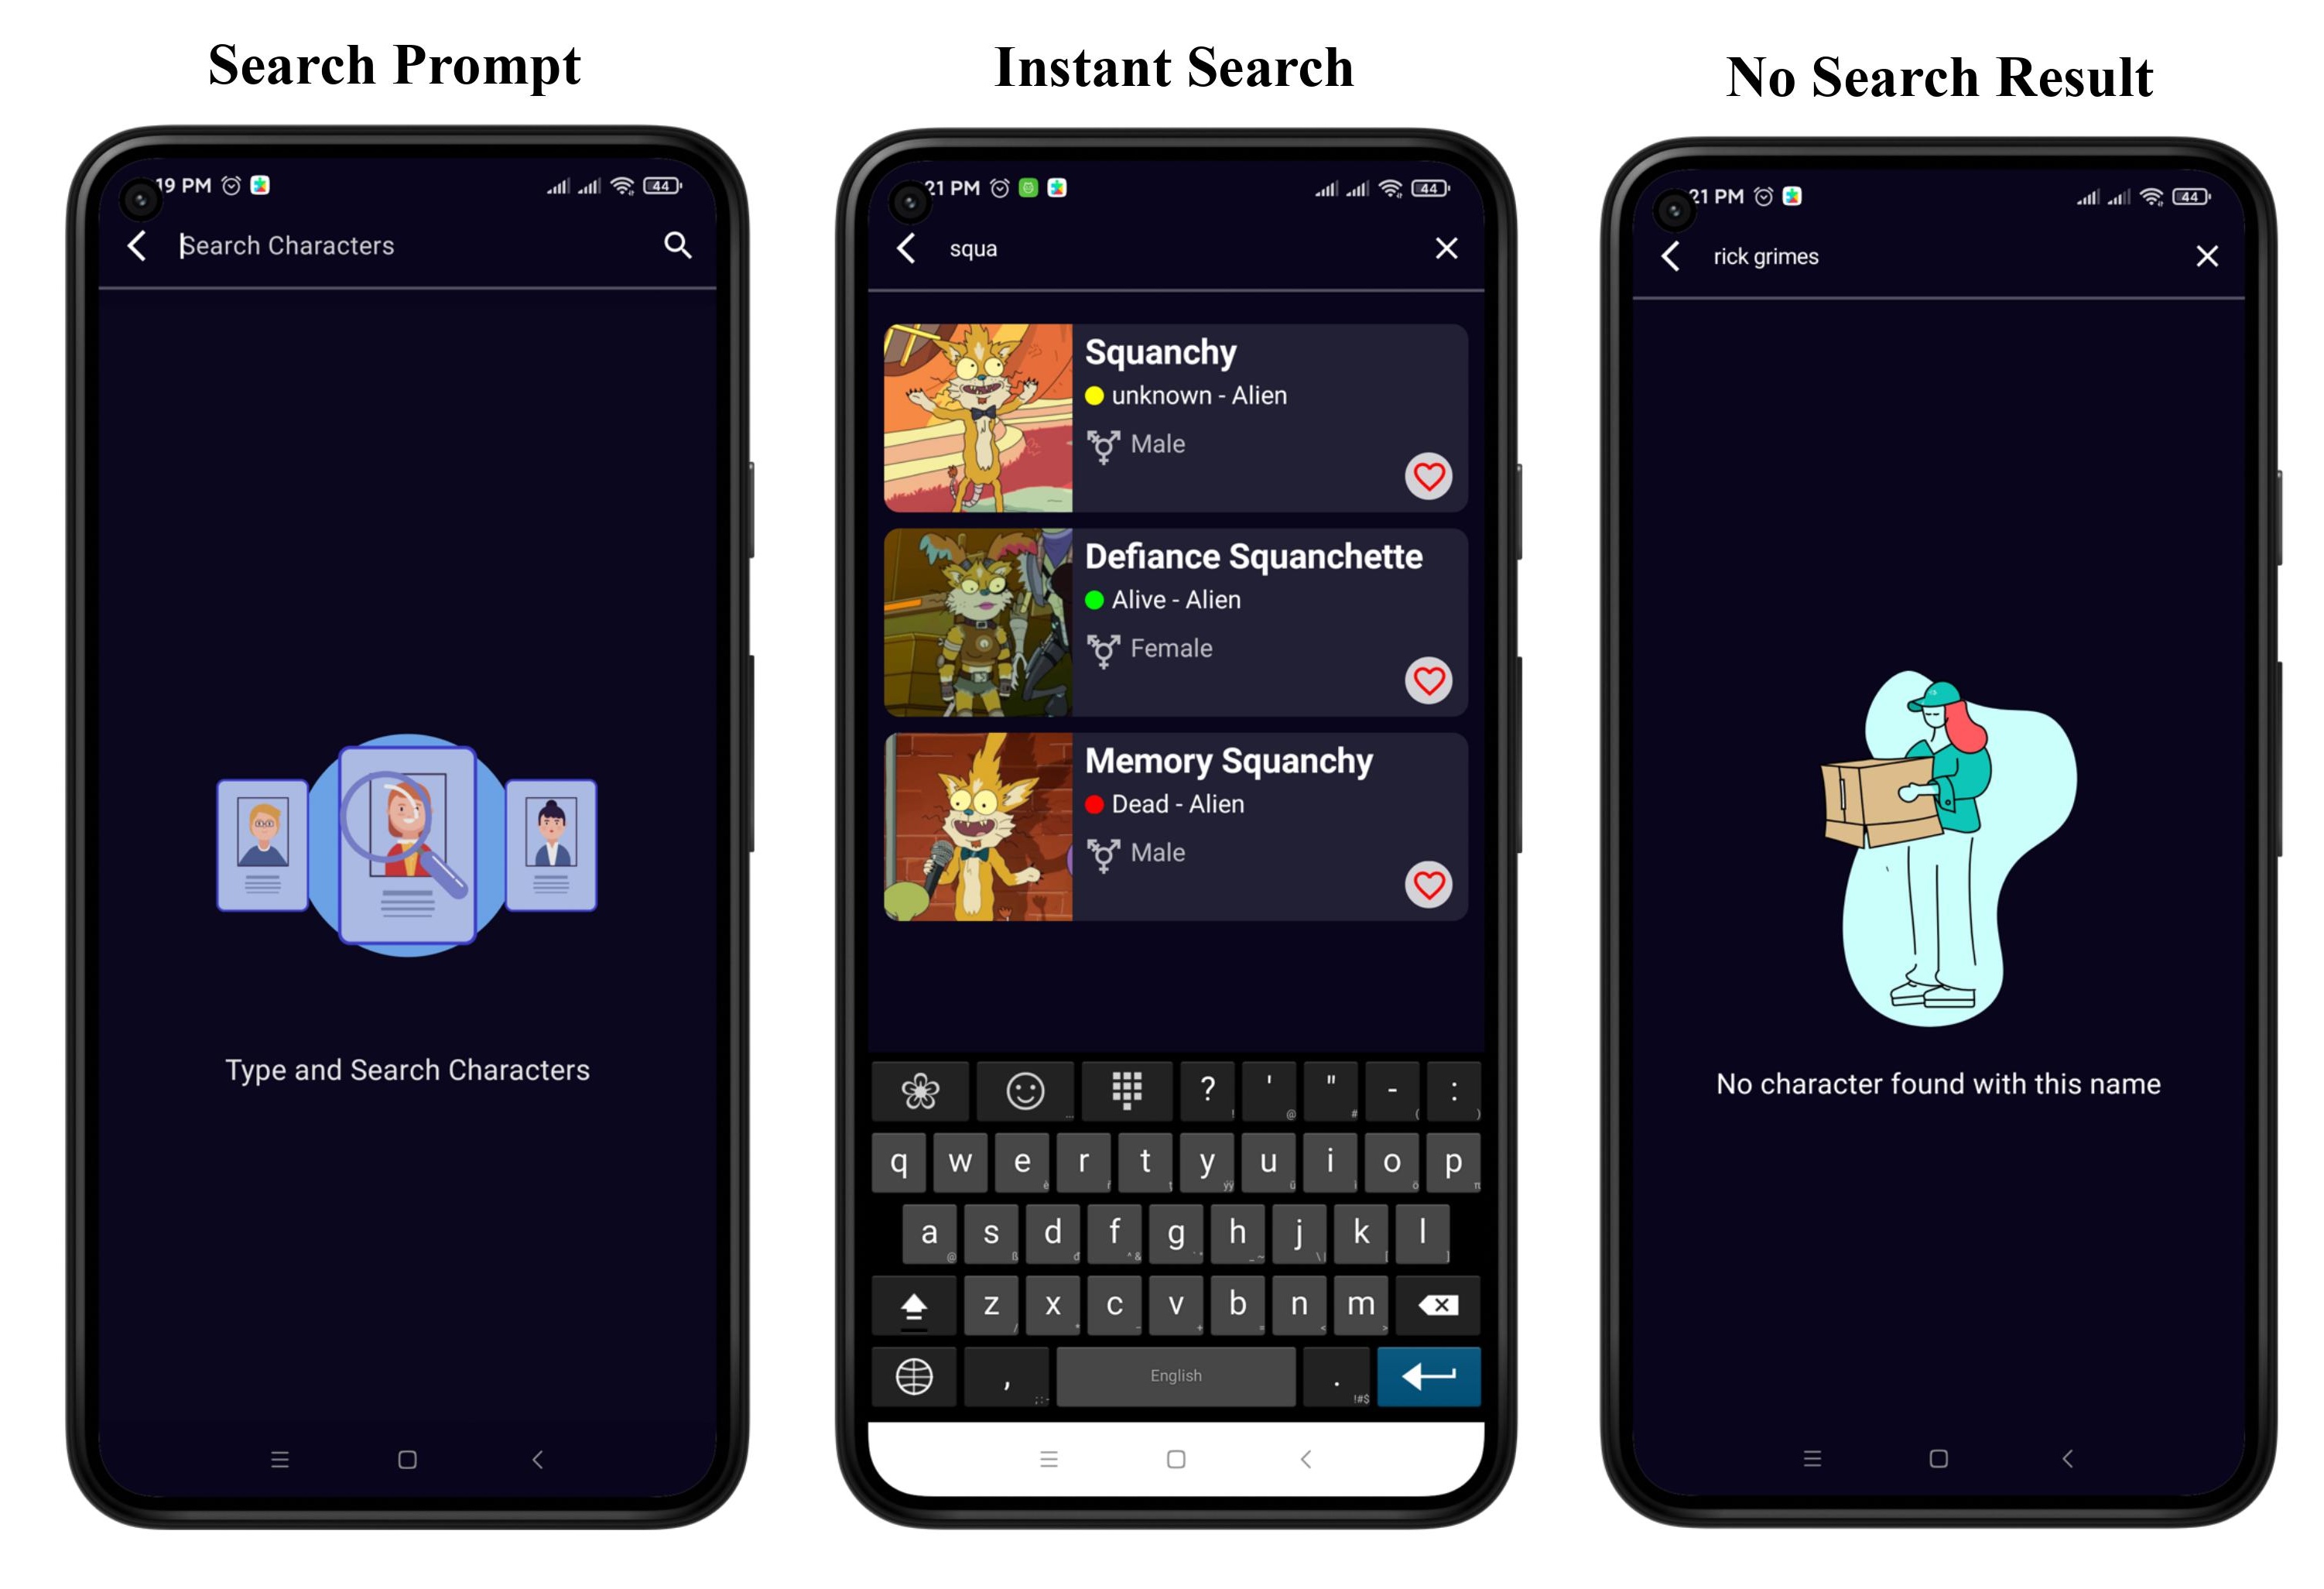 Search Prompt
19 PM
44
Search Characters
Type and Search Characters
Instant Search
21 PM
44
squa
Squanchy
unknown - Alien
Male
Defiance Squanchette
Alive - Alien
Female
Memory Squanchy
Dead - Alien
Male
? ' " - :
q w e r t y u i o p
a s d f g h j k l
z x c v b n m
, English .
!#$
No Search Result
21 PM
44
rick grimes
No character found with this name